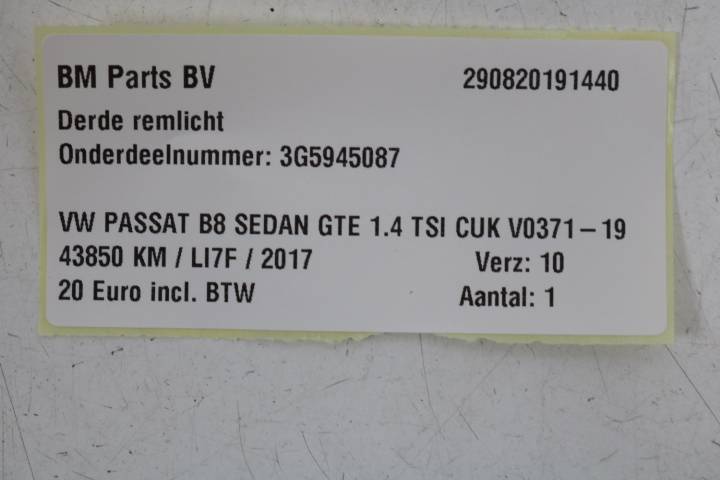 BM Parts BV 290820191440
Derde remlicht
Onderdeelnummer: 3G5945087
VW PASSAT B8 SEDAN GTE 1.4 TSI CUK V0371-19
43850 KM / LI7F / 2017 Verz: 10
20 Euro incl. BTW Aantal: 1